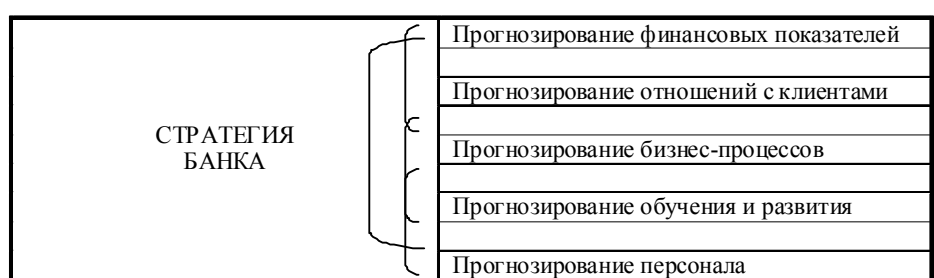 Прогнозирование финансовых показателей
Прогнозирование отношений с клиентами
СТРАТЕГИЯ
БАНКА
Прогнозирование бизнес-процессов
Прогнозирование обучения и развития
Прогнозирование персонала